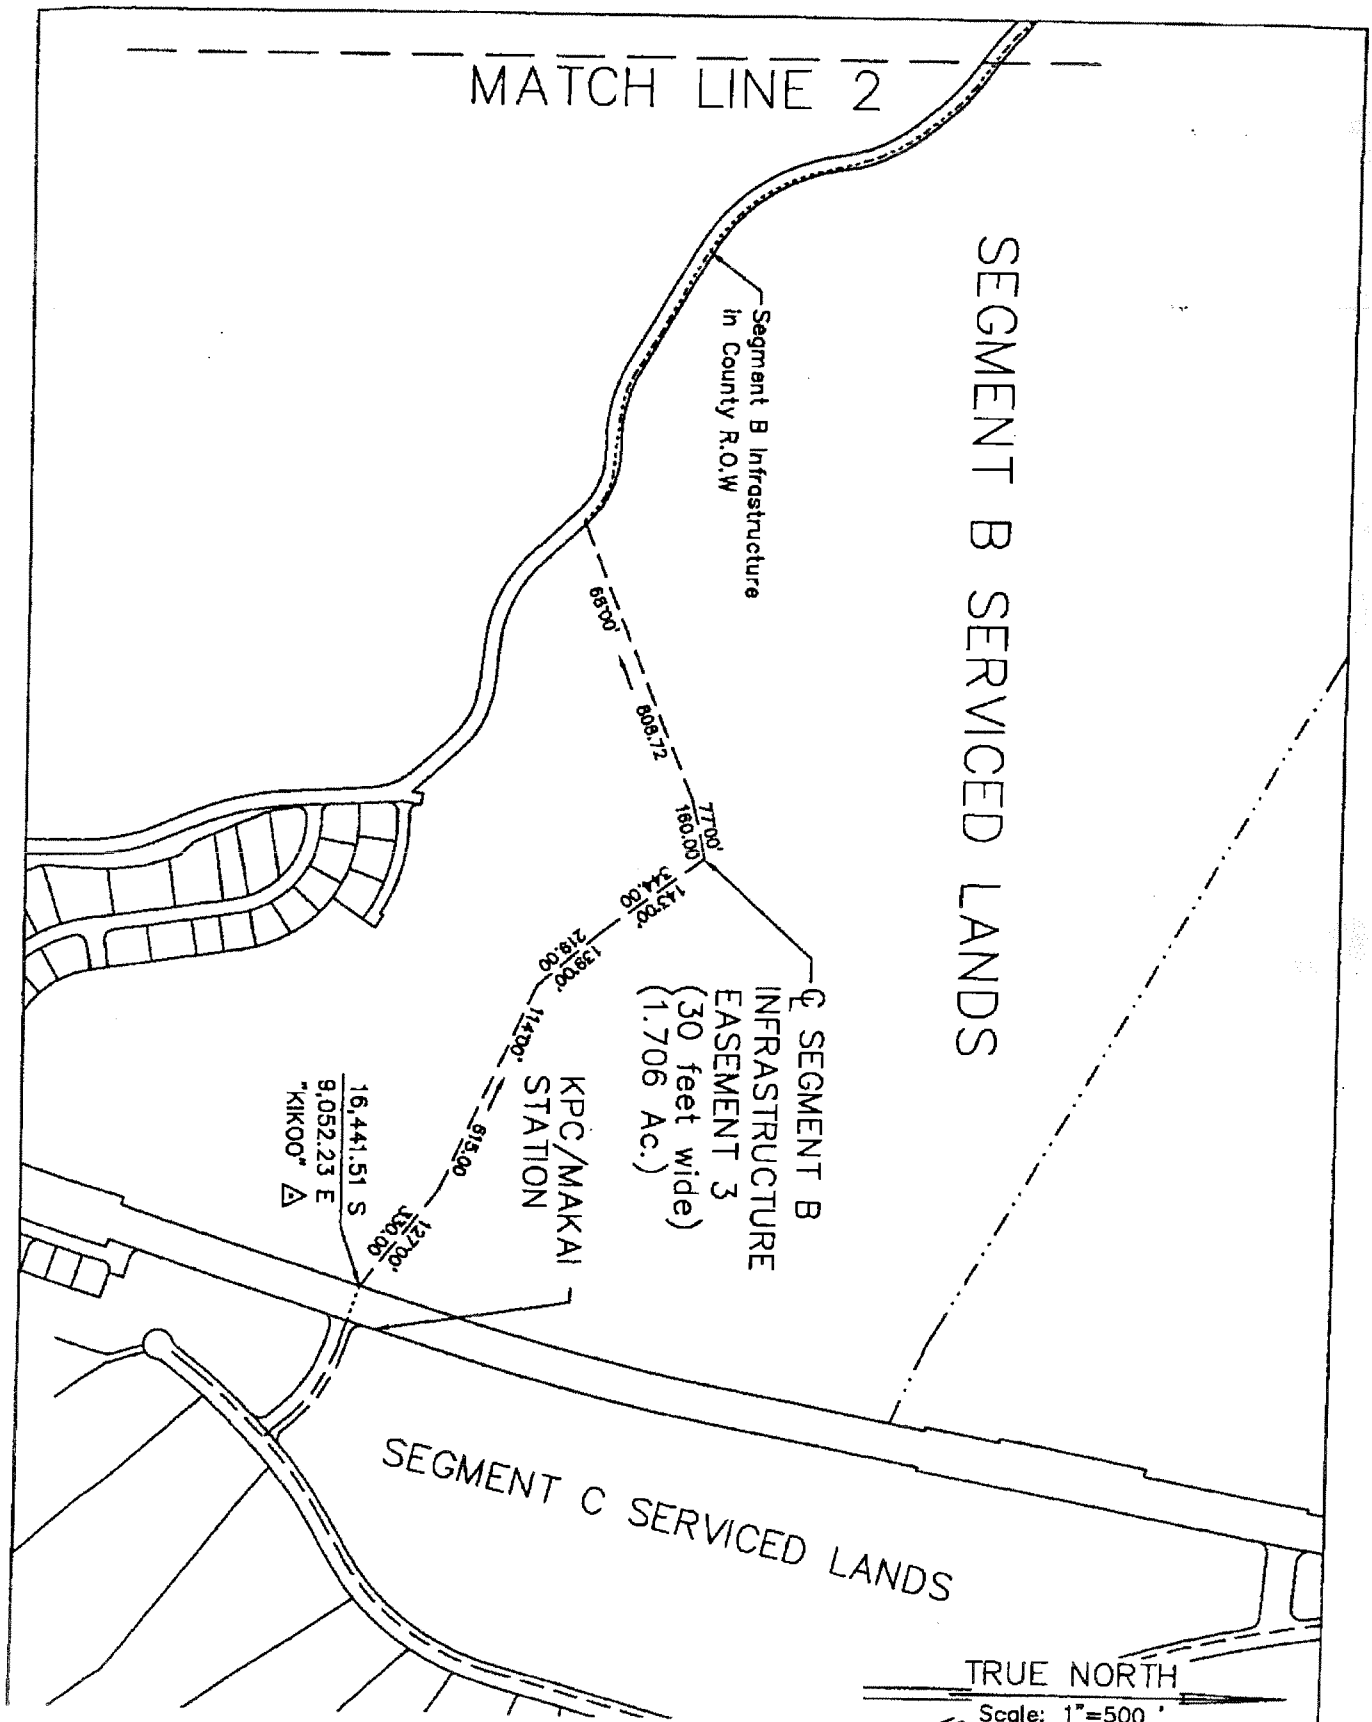 MATCH LINE 2
SEGMENT B SERVICED LANDS
Segment B Infrastructure
in County R.O.W
68°00'
808.72
77°00'
160.00
143°00'
344.00
139°00'
219.00
114°00'
615.00
127°00'
330.00
℄ SEGMENT B
INFRASTRUCTURE
EASEMENT 3
(30 feet wide)
(1.706 Ac.)
KPC/MAKAI
STATION
16,441.51 S
9,052.23 E
"KIKOO"
SEGMENT C SERVICED LANDS
TRUE NORTH
Scale: 1"=500 '